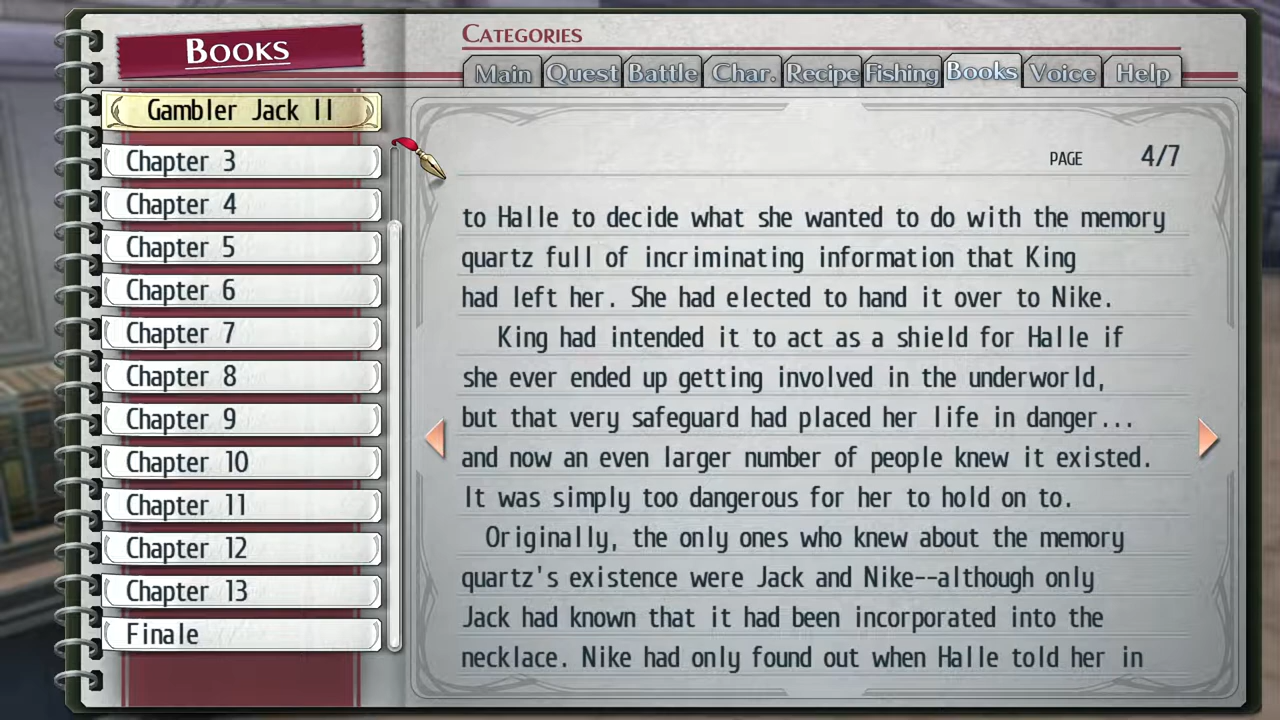 BOOKS
CATEGORIES
Main Quest Battle Char. Recipe Fishing Books Voice Help
Gambler Jack II
Chapter 3
Chapter 4
Chapter 5
Chapter 6
Chapter 7
Chapter 8
Chapter 9
Chapter 10
Chapter 11
Chapter 12
Chapter 13
Finale
PAGE 4/7
to Halle to decide what she wanted to do with the memory
quartz full of incriminating information that King
had left her. She had elected to hand it over to Nike.
King had intended it to act as a shield for Halle if
she ever ended up getting involved in the underworld,
but that very safeguard had placed her life in danger...
and now an even larger number of people knew it existed.
It was simply too dangerous for her to hold on to.
Originally, the only ones who knew about the memory
quartz's existence were Jack and Nike--although only
Jack had known that it had been incorporated into the
necklace. Nike had only found out when Halle told her in